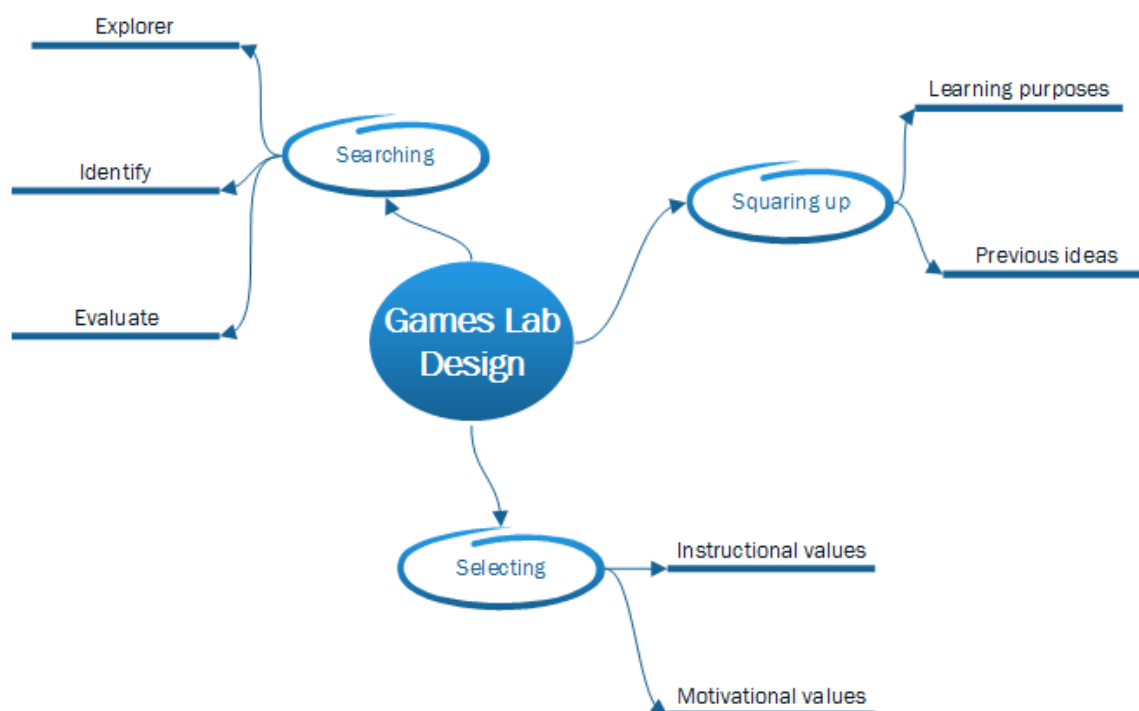 Explorer
Searching
Identify
Evaluate
Learning purposes
Squaring up
Previous ideas
Games Lab
Design
Selecting
Instructional values
Motivational values